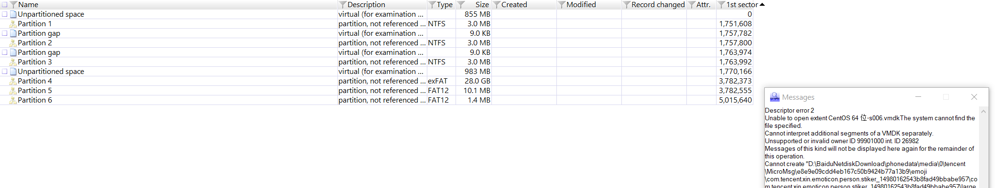 Name Description Type Size Created Modified Record changed Attr. 1st sector
Unpartitioned space virtual (for examination ... 855 MB 0
Partition 1 partition, not referenced ... NTFS 3.0 MB 1,751,608
Partition gap virtual (for examination ... 9.0 KB 1,757,782
Partition 2 partition, not referenced ... NTFS 3.0 MB 1,757,800
Partition gap virtual (for examination ... 9.0 KB 1,763,974
Partition 3 partition, not referenced ... NTFS 3.0 MB 1,763,992
Unpartitioned space virtual (for examination ... 983 MB 1,770,166
Partition 4 partition, not referenced ... exFAT 28.0 GB 3,782,373
Partition 5 partition, not referenced ... FAT12 10.1 MB 3,782,555
Partition 6 partition, not referenced ... FAT12 1.4 MB 5,015,640
Messages
Descriptor error 2
Unable to open extent CentOS 64 位-s006.vmdkThe system cannot find the
file specified.
Cannot interpret additional segments of a VMDK separately.
Unsupported or invalid owner ID 99901000 int. ID 26982
Messages of this kind will not be displayed here again for the remainder of
this operation.
Cannot create "D:\BaiduNetdiskDownload\phonedata\media\0\tencent
\MicroMsg\e8e9e09cdd4eb167c50b9424b77a13b9\emoji
\com.tencent.xin.emoticon.person.stiker_14980162543b8fad49bbabe957\co
m.tencent.xin.emoticon.person.stiker_14980162543b8fad49bbabe957\large